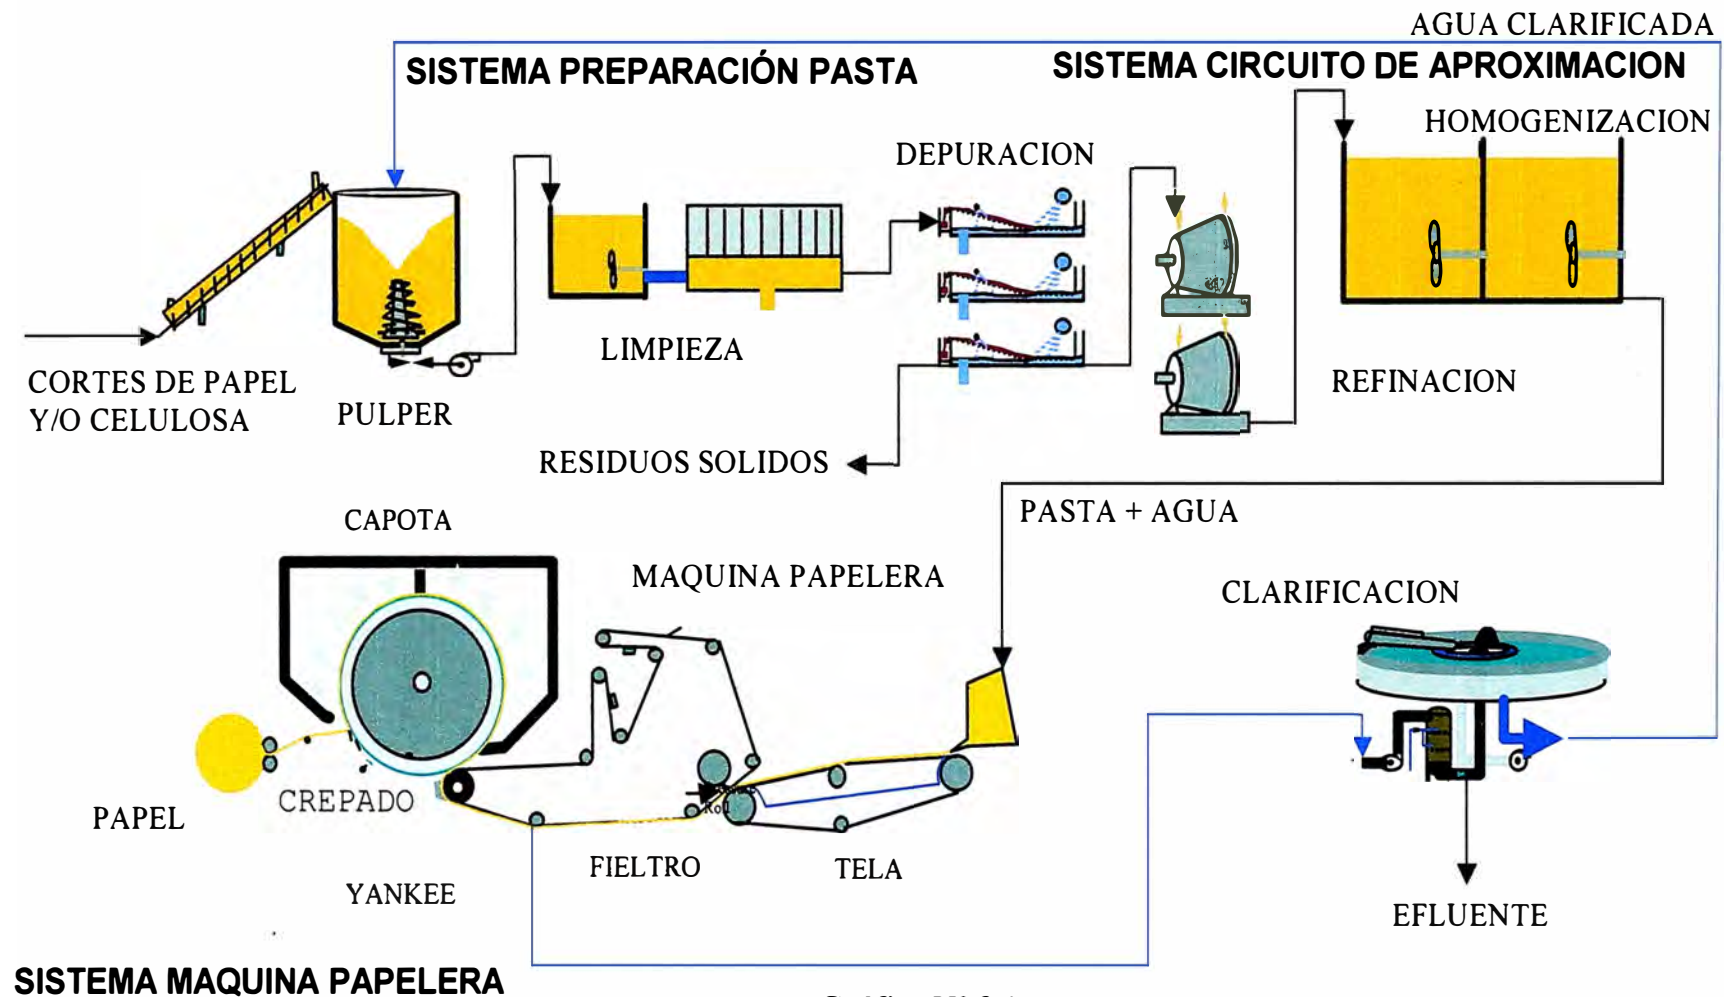 AGUA CLARIFICADA
SISTEMA PREPARACIÓN PASTA
SISTEMA CIRCUITO DE APROXIMACION
HOMOGENIZACION
DEPURACION
LIMPIEZA
CORTES DE PAPEL
Y/O CELULOSA
PULPER
REFINACION
RESIDUOS SOLIDOS
PASTA + AGUA
CAPOTA
MAQUINA PAPELERA
CLARIFICACION
Roll
CREPADO
PAPEL
FIELTRO
TELA
YANKEE
EFLUENTE
SISTEMA MAQUINA PAPELERA